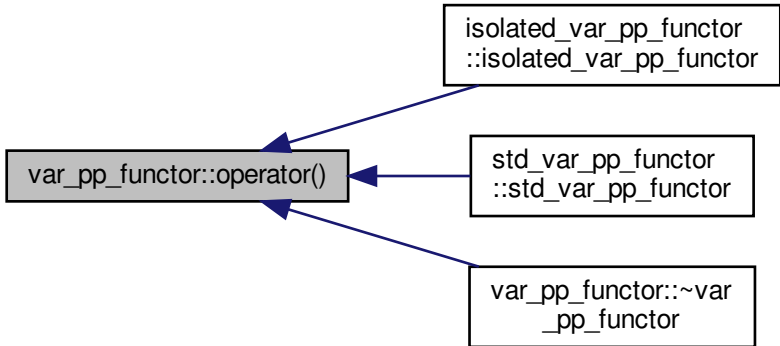 isolated_var_pp_functor
::isolated_var_pp_functor
var_pp_functor::operator()
std_var_pp_functor
::std_var_pp_functor
var_pp_functor::~var
_pp_functor